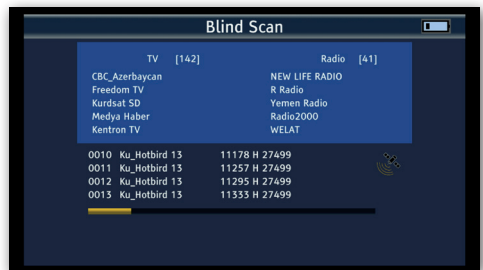 Blind Scan
TV [142] Radio [41]
CBC_Azerbaycan NEW LIFE RADIO
Freedom TV R Radio
Kurdsat SD Yemen Radio
Medya Haber Radio2000
Kentron TV WELAT
0010 Ku_Hotbird 13 11178 H 27499
0011 Ku_Hotbird 13 11257 H 27499
0012 Ku_Hotbird 13 11295 H 27499
0013 Ku_Hotbird 13 11333 H 27499